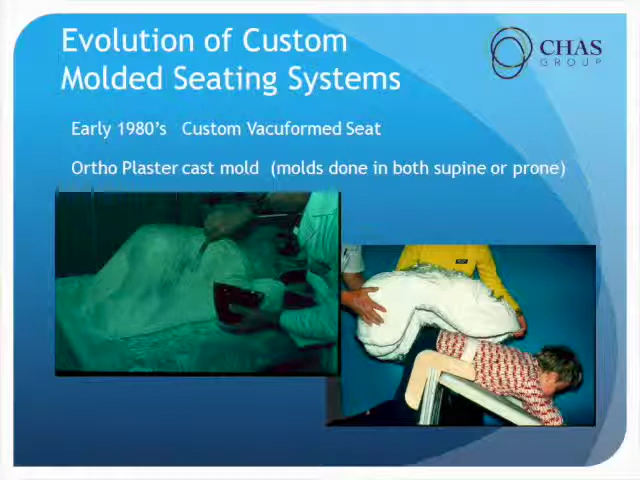 Evolution of Custom
Molded Seating Systems
CHAS
GROUP
Early 1980's Custom Vacuformed Seat
Ortho Plaster cast mold (molds done in both supine or prone)